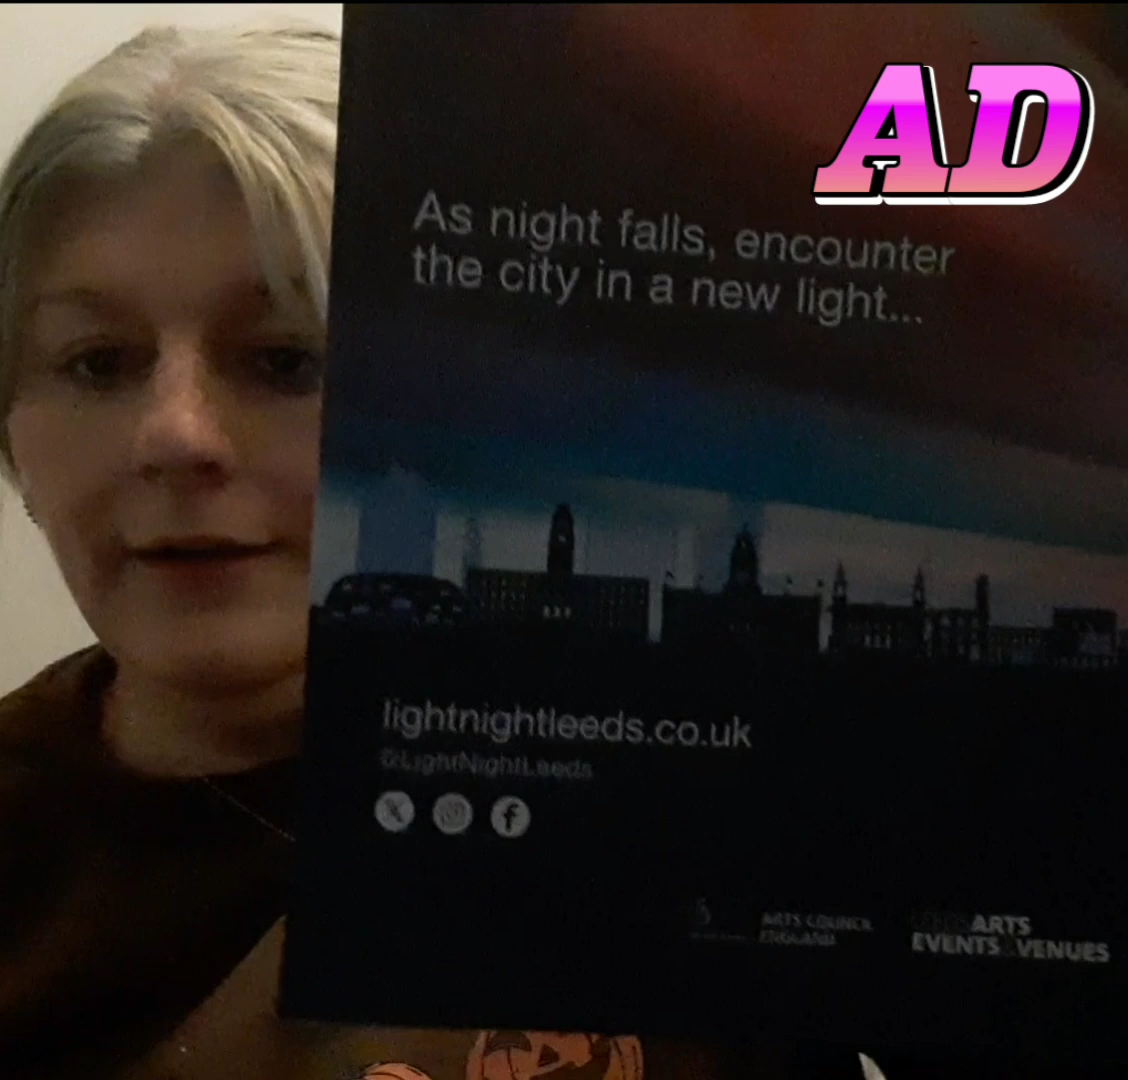 AD
As night falls, encounter
the city in a new light...
lightnightleeds.co.uk
@LightNightLeeds
ARTS COUNCIL
ENGLAND
LEEDS ARTS
EVENTS VENUES